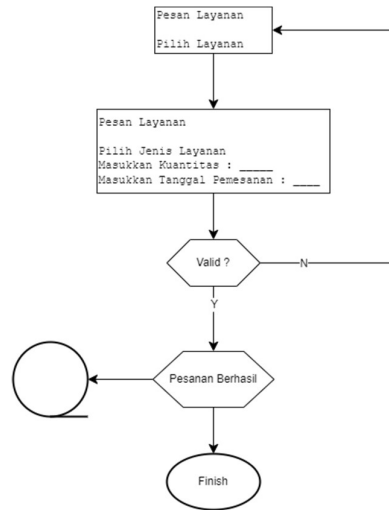 Pesan Layanan
Pilih Layanan
Pesan Layanan
Pilih Jenis Layanan
Masukkan Kuantitas : _____
Masukkan Tanggal Pemesanan : ____
Valid ?
N
Y
Pesanan Berhasil
Finish